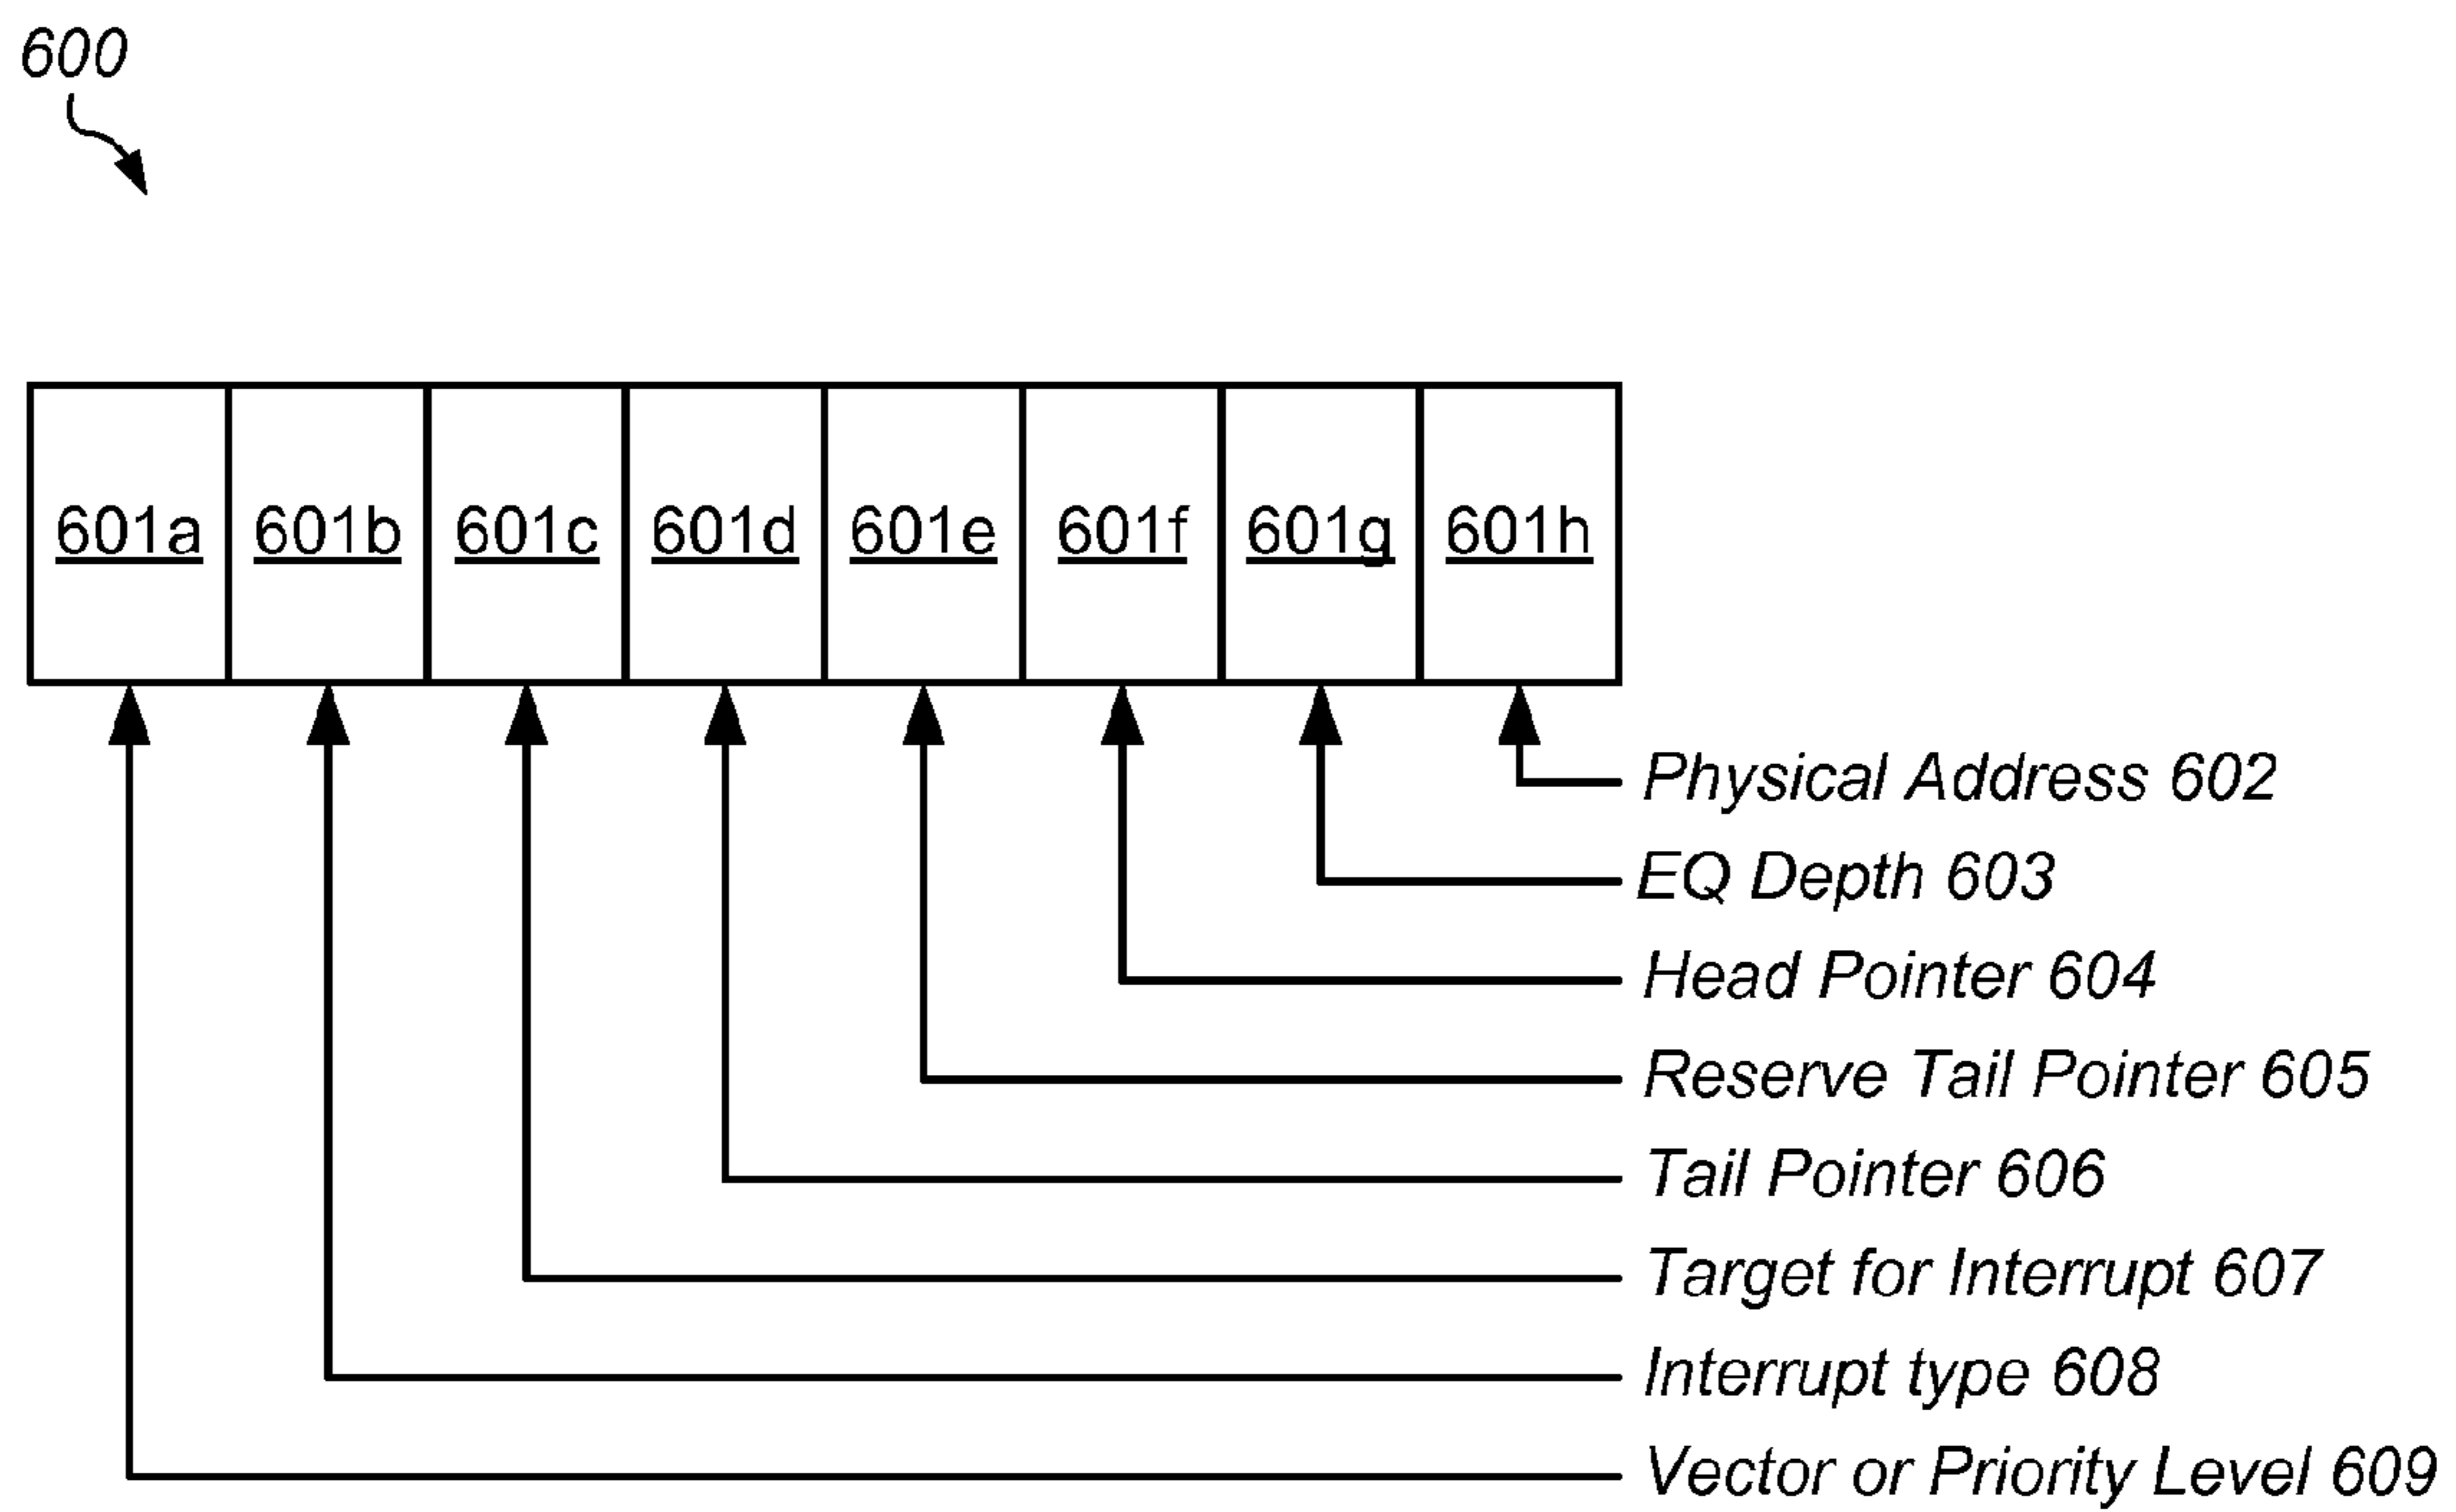 600
601a 601b 601c 601d 601e 601f 601g 601h
Physical Address 602
EQ Depth 603
Head Pointer 604
Reserve Tail Pointer 605
Tail Pointer 606
Target for Interrupt 607
Interrupt type 608
Vector or Priority Level 609